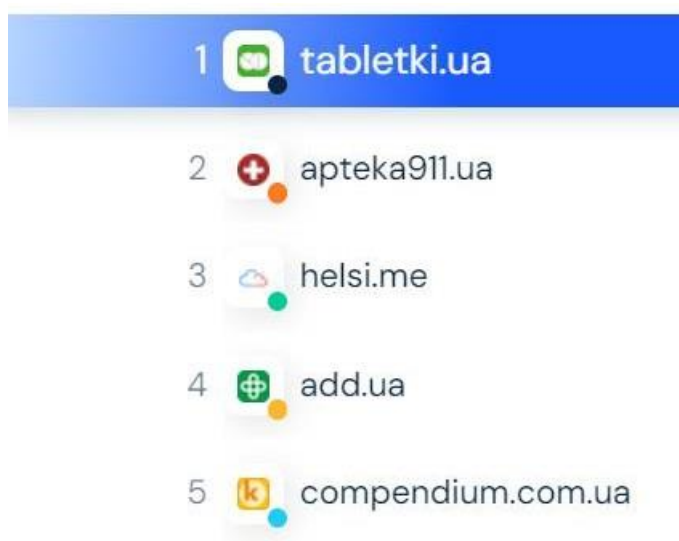 1 tabletki.ua
2 apteka911.ua
3 helsi.me
4 add.ua
5 k compendium.com.ua